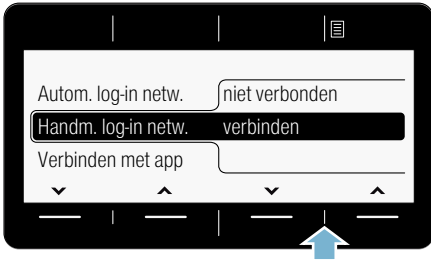 Autom. log-in netw. niet verbonden
Handm. log-in netw. verbinden
Verbinden met app